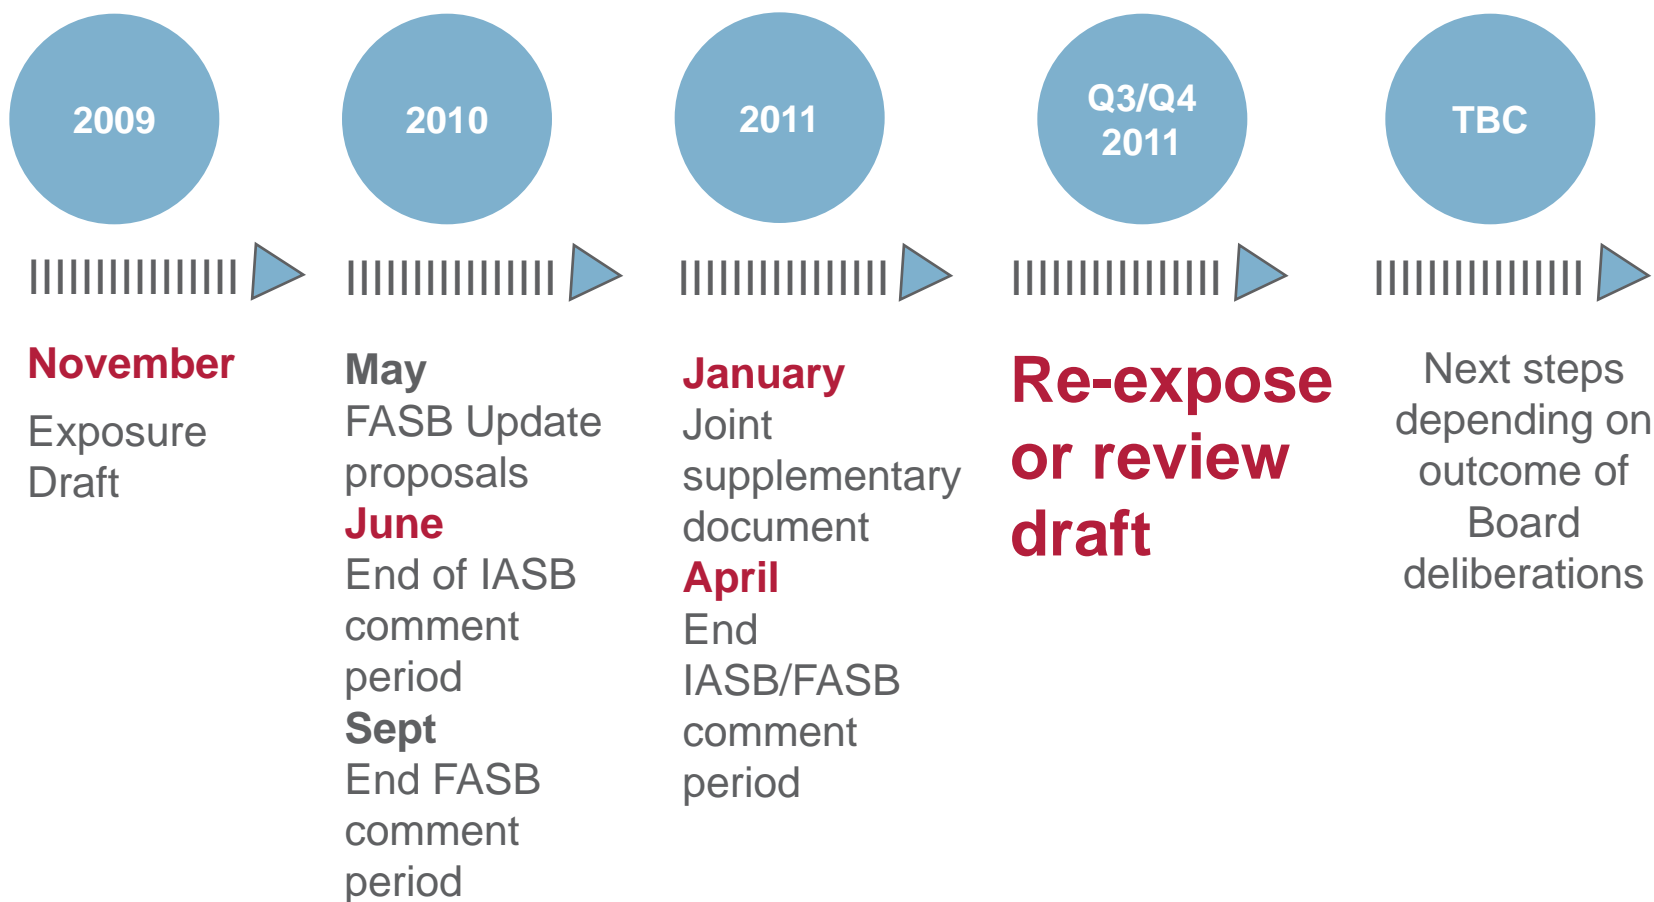 2009
2010
2011
Q3/Q4
2011
TBC
November
Exposure
Draft
May
FASB Update
proposals
June
End of IASB
comment
period
Sept
End FASB
comment
period
January
Joint
supplementary
document
April
End
IASB/FASB
comment
period
Re-expose
or review
draft
Next steps
depending on
outcome of
Board
deliberations